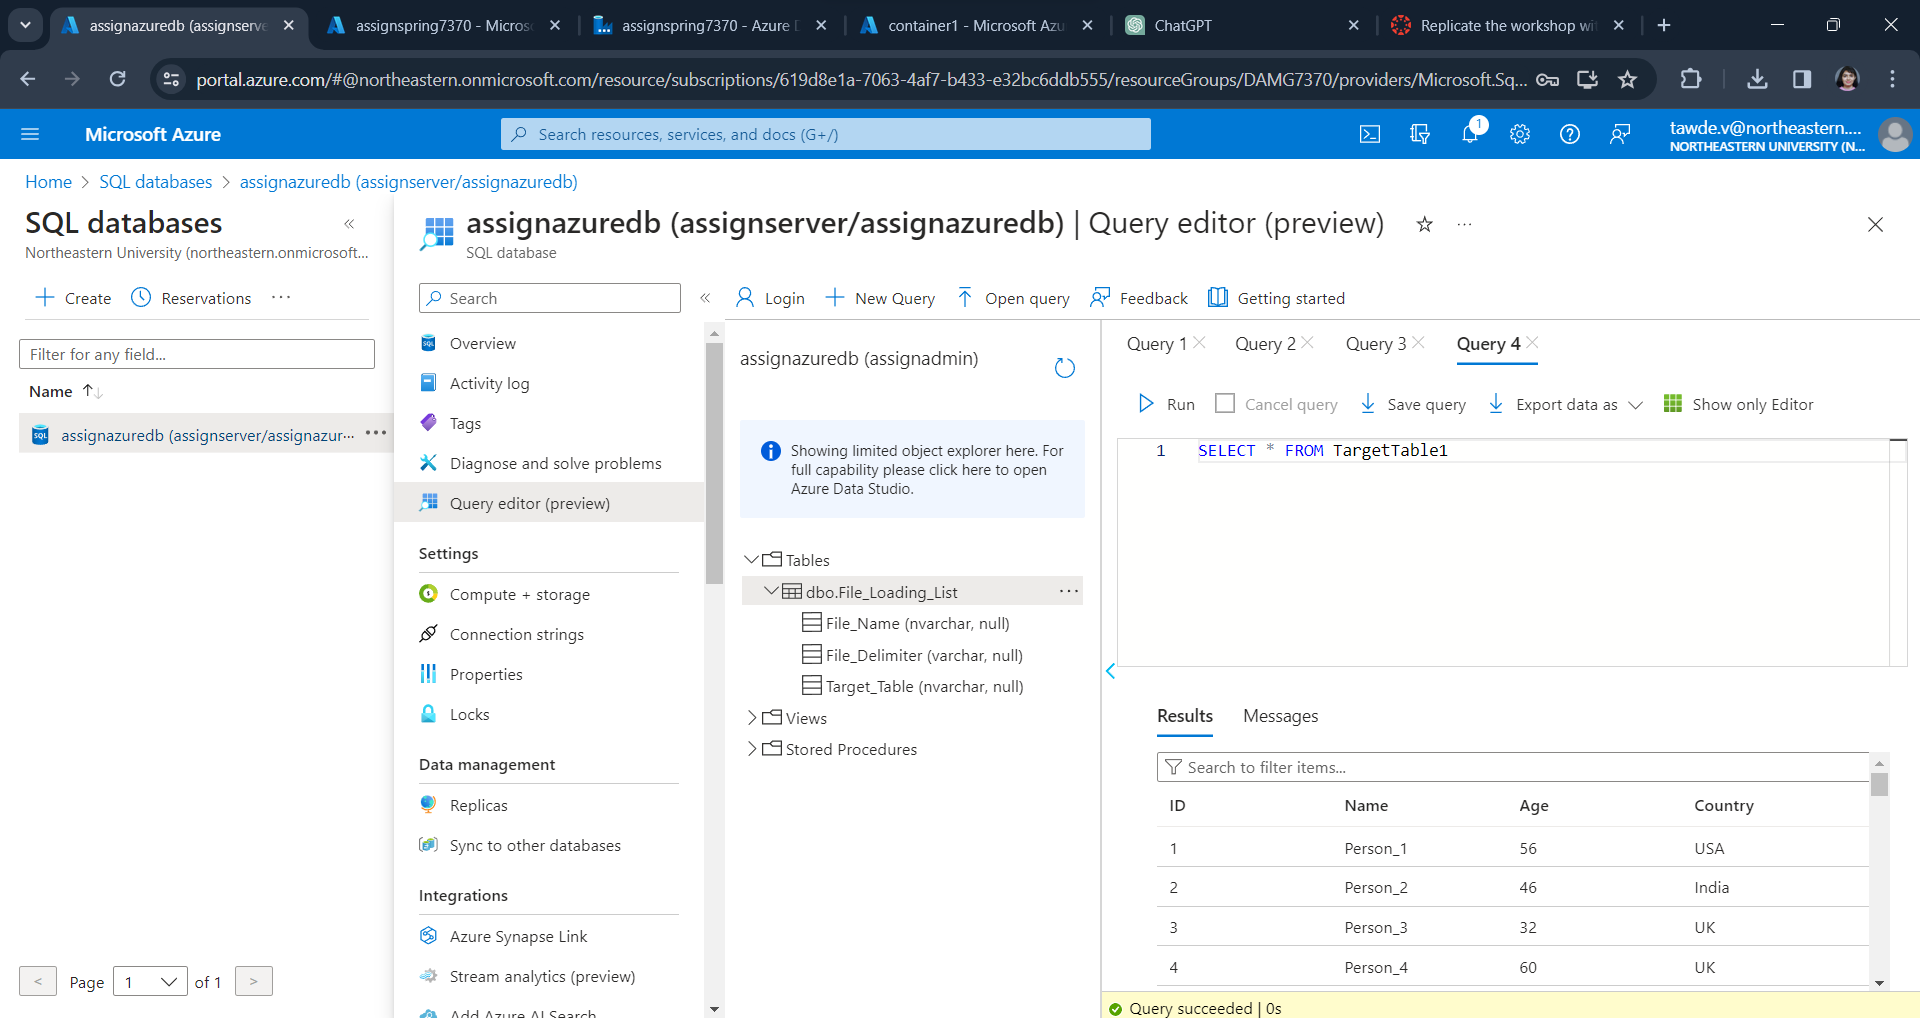 assignazuredb (assignserve
assignspring7370 - Micros
assignspring7370 - Azure D
container1 - Microsoft Azu
ChatGPT
Replicate the workshop wi
portal.azure.com/#@northeastern.onmicrosoft.com/resource/subscriptions/619d8e1a-7063-4af7-b433-e32bc6ddb555/resourceGroups/DAMG7370/providers/Microsoft.Sq...
Microsoft Azure
Search resources, services, and docs (G+/)
1
tawde.v@northeastern....
NORTHEASTERN UNIVERSITY (N...
Home > SQL databases > assignazuredb (assignserver/assignazuredb)
SQL databases
Northeastern University (northeastern.onmicrosoft...
Create
Reservations
Filter for any field...
Name
SQL
assignazuredb (assignserver/assignazur...
< Page 1 of 1 >
assignazuredb (assignserver/assignazuredb) | Query editor (preview)
SQL database
Search
Overview
Activity log
Tags
Diagnose and solve problems
Query editor (preview)
Settings
Compute + storage
Connection strings
Properties
Locks
Data management
Replicas
Sync to other databases
Integrations
Azure Synapse Link
Stream analytics (preview)
Add Azure AI Search
Login
New Query
Open query
Feedback
Getting started
assignazuredb (assignadmin)
Showing limited object explorer here. For
full capability please click here to open
Azure Data Studio.
Tables
dbo.File_Loading_List
File_Name (nvarchar, null)
File_Delimiter (varchar, null)
Target_Table (nvarchar, null)
Views
Stored Procedures
Query 1
Query 2
Query 3
Query 4
Run
Cancel query
Save query
Export data as
Show only Editor
1 SELECT * FROM TargetTable1
Results
Messages
Search to filter items...
ID Name Age Country
1 Person_1 56 USA
2 Person_2 46 India
3 Person_3 32 UK
4 Person_4 60 UK
Query succeeded | 0s